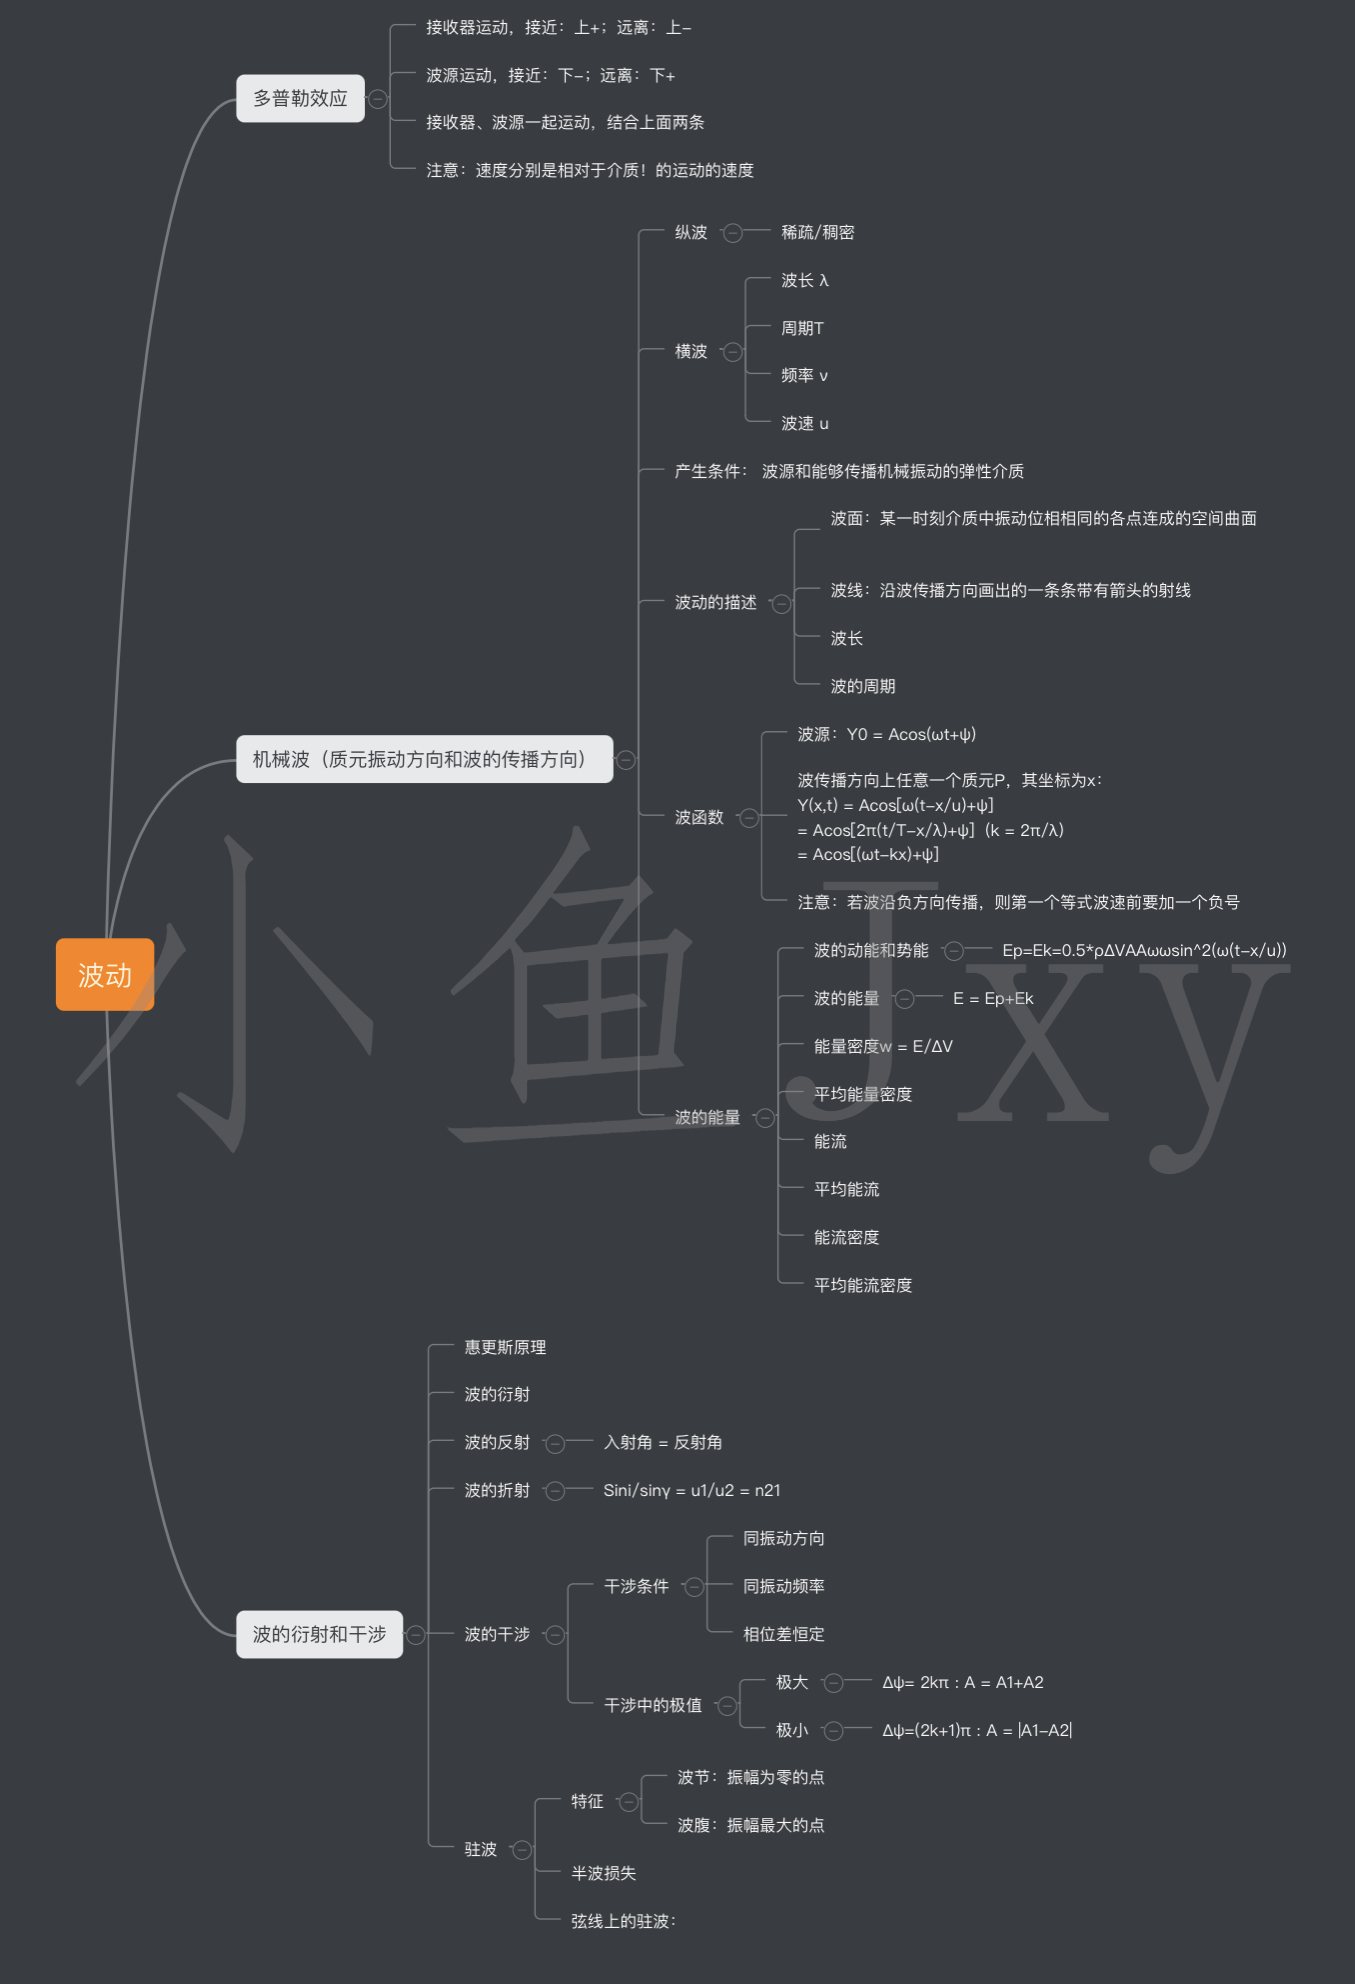 接收器运动，接近：上+；远离：上-
波源运动，接近：下-；远离：下+
多普勒效应
接收器、波源一起运动，结合上面两条
注意：速度分别是相对于介质！的运动的速度
纵波
稀疏/稠密
波长 λ
周期T
横波
频率 ν
波速 u
产生条件： 波源和能够传播机械振动的弹性介质
波面：某一时刻介质中振动位相相同的各点连成的空间曲面
波线：沿波传播方向画出的一条条带有箭头的射线
波动的描述
波长
波的周期
机械波（质元振动方向和波的传播方向）
波源：Y0 = Acos(ωt+ψ)
波传播方向上任意一个质元P，其坐标为x：
Y(x,t) = Acos[ω(t-x/u)+ψ]
波函数
= Acos[2π(t/T-x/λ)+ψ]（k = 2π/λ）
= Acos[(ωt-kx)+ψ]
注意：若波沿负方向传播，则第一个等式波速前要加一个负号
波动
波的动能和势能
Ep=Ek=0.5*ρΔVAAωωsin^2(ω(t-x/u))
波的能量
E = Ep+Ek
能量密度w = E/ΔV
平均能量密度
波的能量
能流
平均能流
能流密度
平均能流密度
小鱼Jxy
惠更斯原理
波的衍射
波的反射
入射角 = 反射角
波的折射
Sini/sinγ = u1/u2 = n21
同振动方向
干涉条件
同振动频率
波的衍射和干涉
波的干涉
相位差恒定
极大
Δψ= 2kπ : A = A1+A2
干涉中的极值
极小
Δψ=(2k+1)π : A = |A1-A2|
波节：振幅为零的点
特征
波腹：振幅最大的点
驻波
半波损失
弦线上的驻波：